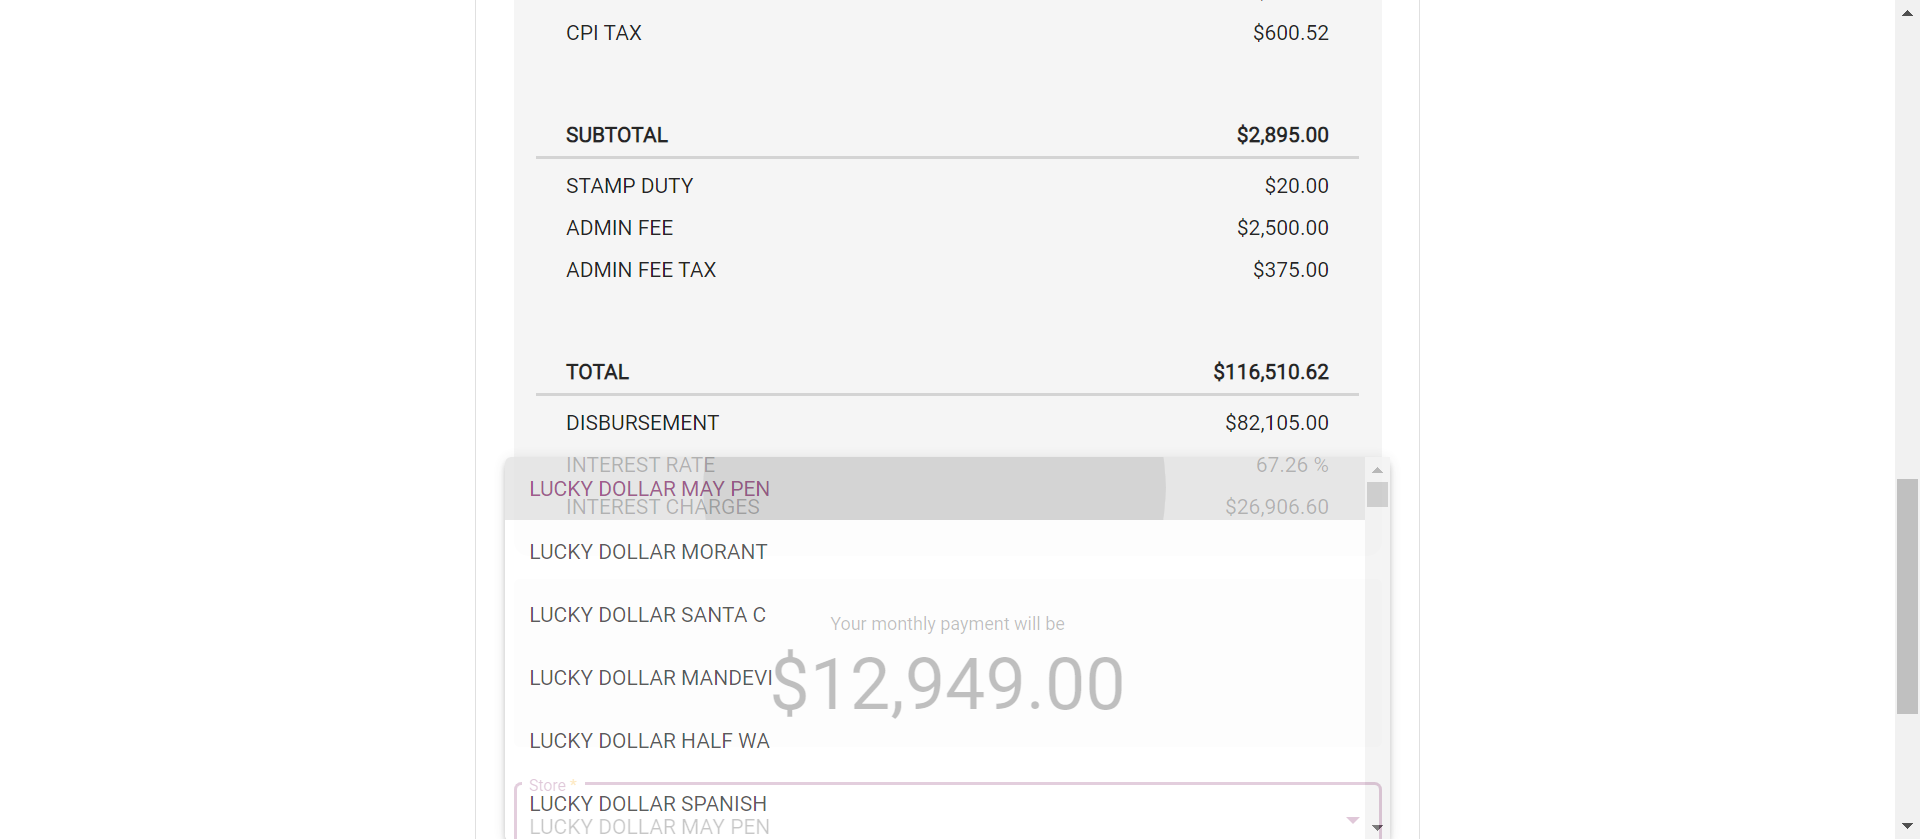 CPI TAX $600.52
SUBTOTAL $2,895.00
STAMP DUTY $20.00
ADMIN FEE $2,500.00
ADMIN FEE TAX $375.00
TOTAL $116,510.62
DISBURSEMENT $82,105.00
INTEREST RATE 67.26 %
LUCKY DOLLAR MAY PEN
INTEREST CHARGES $26,906.60
LUCKY DOLLAR MORANT
LUCKY DOLLAR SANTA C
Your monthly payment will be
LUCKY DOLLAR MANDEVI
$12,949.00
LUCKY DOLLAR HALF WA
Store *
LUCKY DOLLAR SPANISH
LUCKY DOLLAR MAY PEN